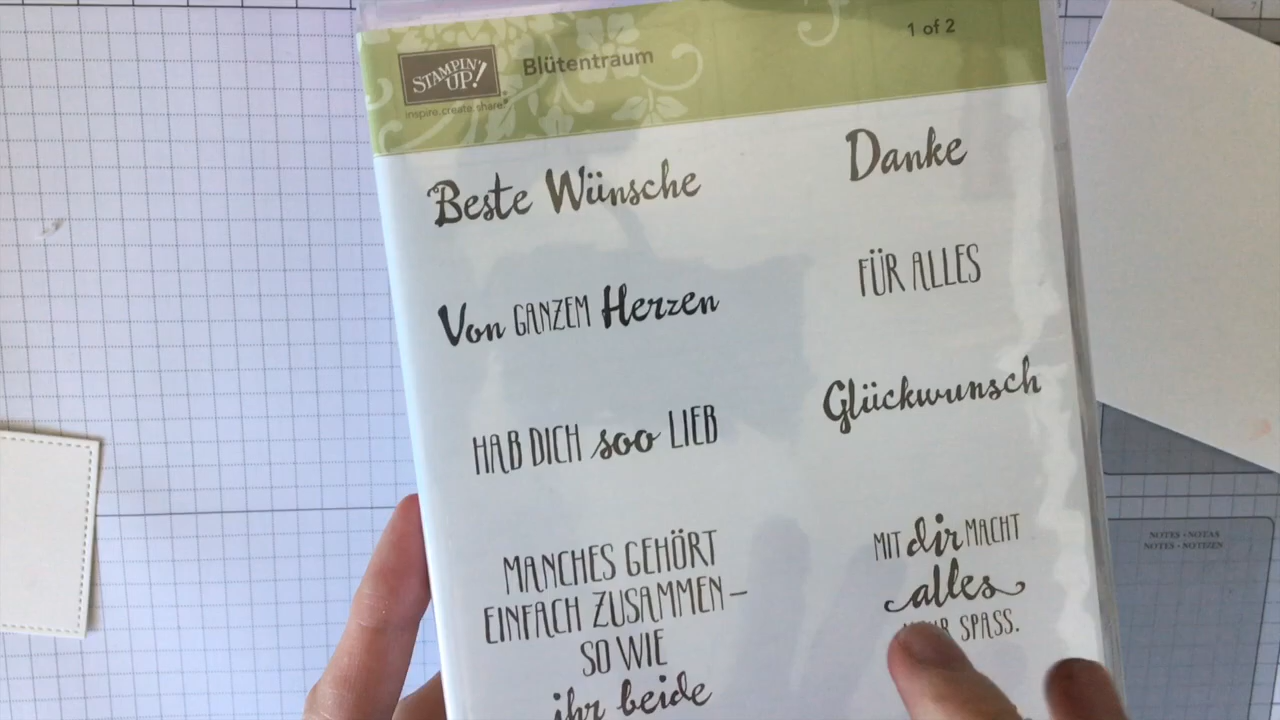 STAMPIN' UP!
inspire.create.share.
Blütentraum
1 of 2
Beste Wünsche
Danke
Von GANZEM Herzen
FÜR ALLES
HAB DICH soo LIEB
Glückwunsch
MANCHES GEHÖRT
EINFACH ZUSAMMEN –
SO WIE
ihr beide
MIT dir MACHT
alles
SPASS.
NOTES • NOTAS
NOTES • NOTIZEN